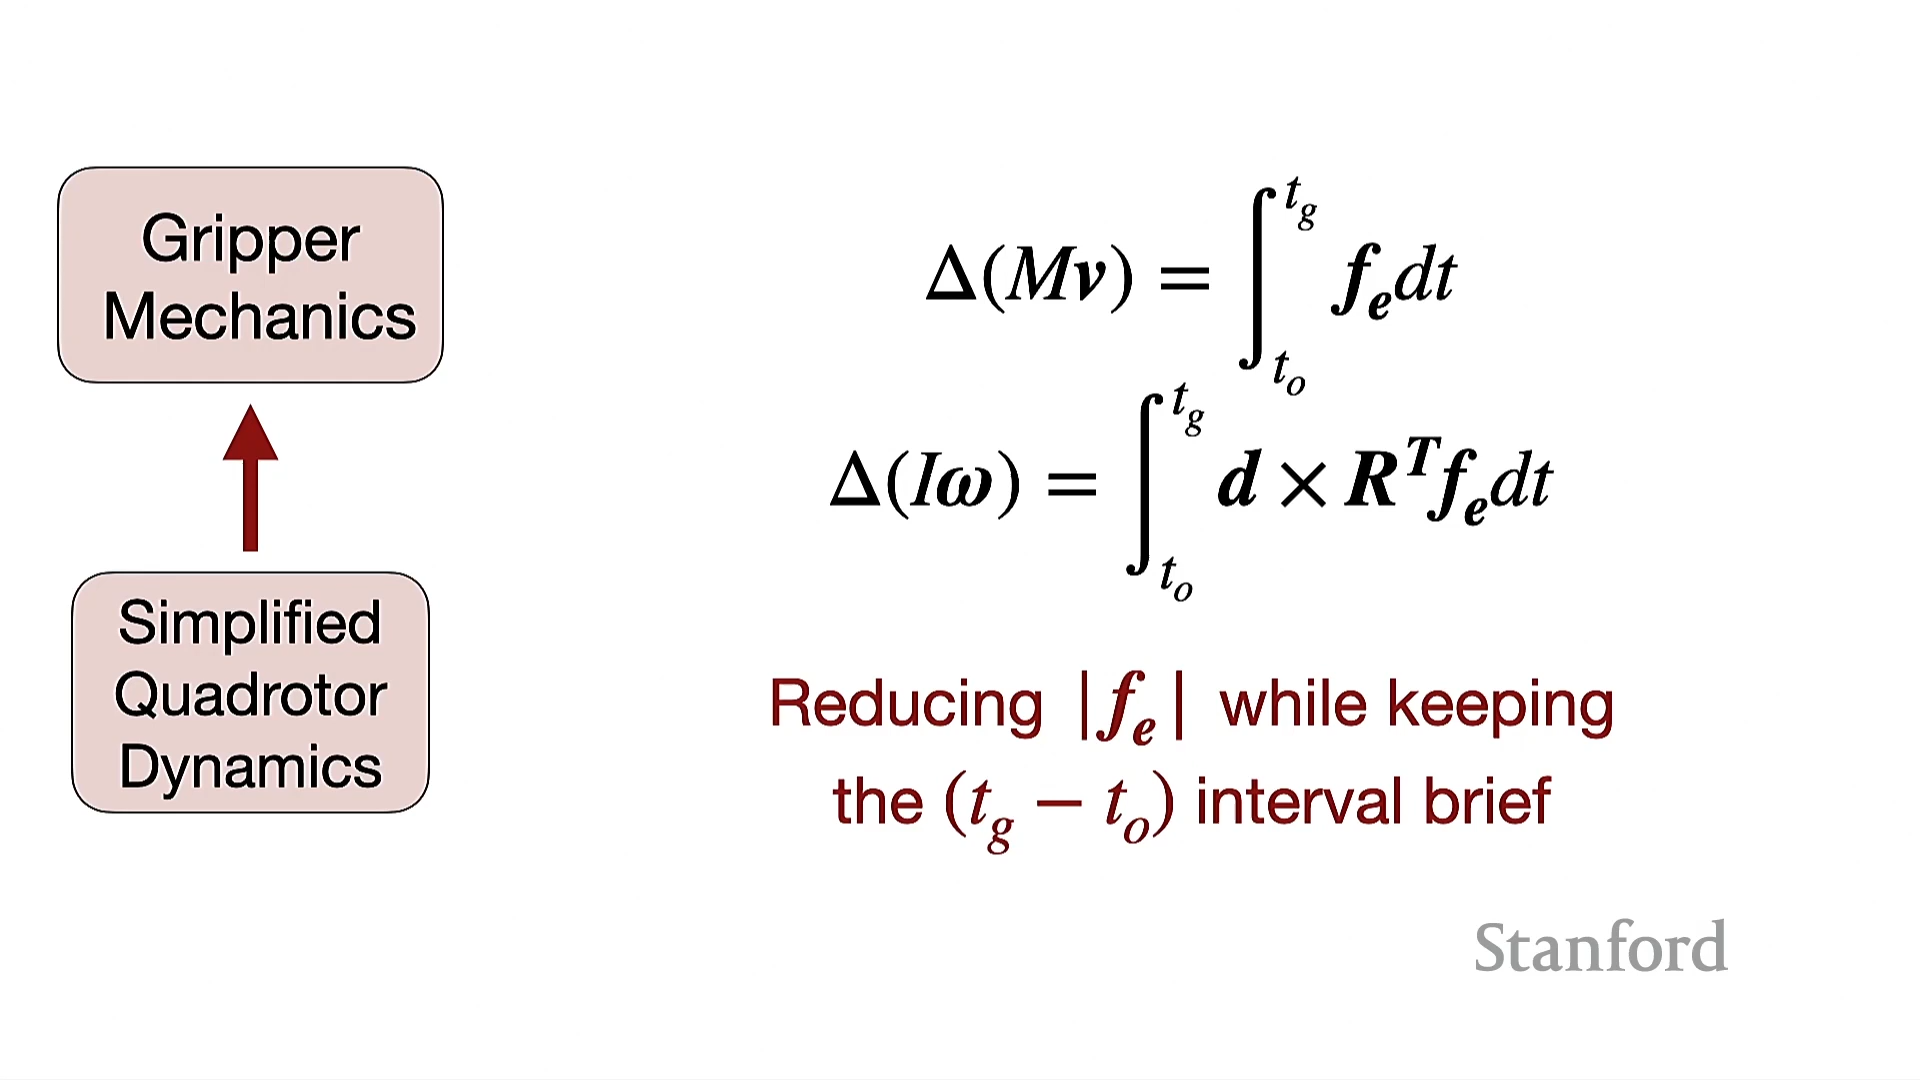 Gripper
Mechanics
Simplified
Quadrotor
Dynamics
Δ(Mv) = ∫_{t_o}^{t_g} f_e dt
Δ(Iω) = ∫_{t_o}^{t_g} d × R^T f_e dt
Reducing |f_e| while keeping
the (t_g − t_o) interval brief
Stanford